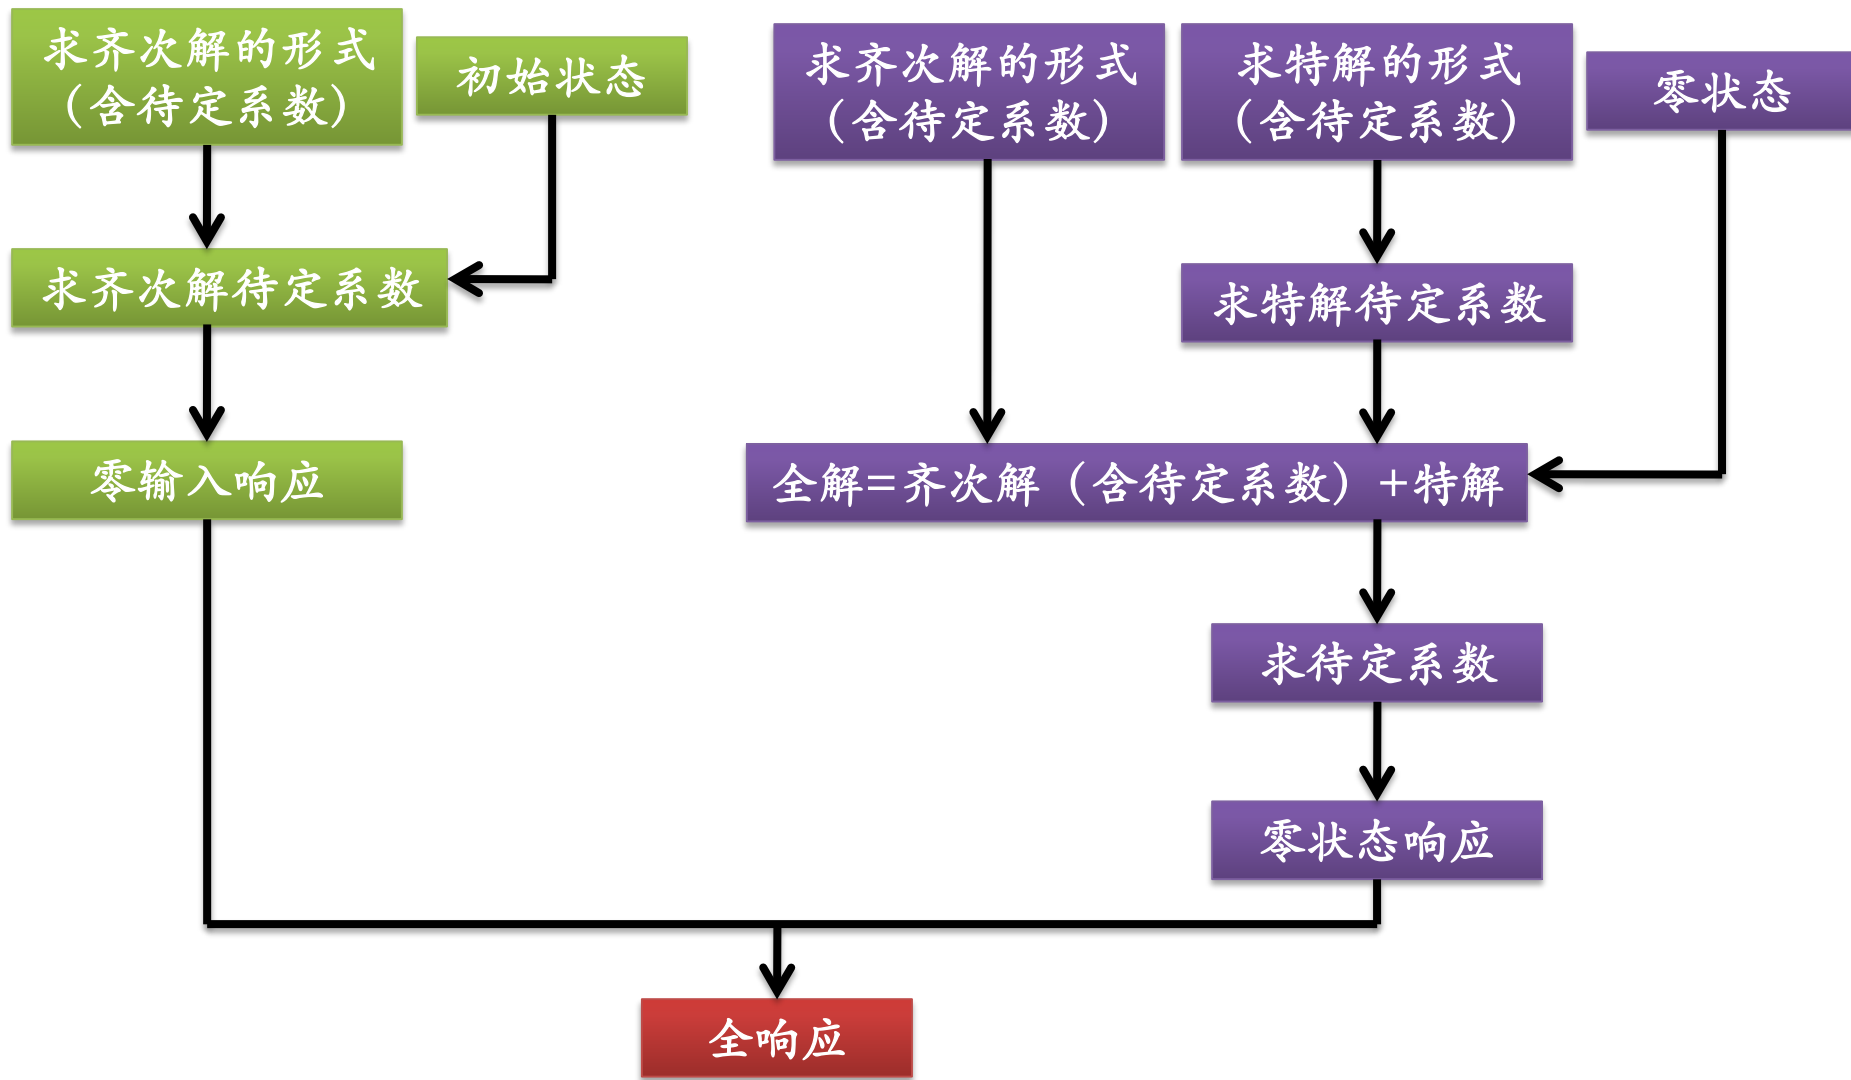 求齐次解的形式
（含待定系数）
初始状态
求齐次解待定系数
零输入响应
求齐次解的形式
（含待定系数）
求特解的形式
（含待定系数）
零状态
求特解待定系数
全解=齐次解（含待定系数）+特解
求待定系数
零状态响应
全响应